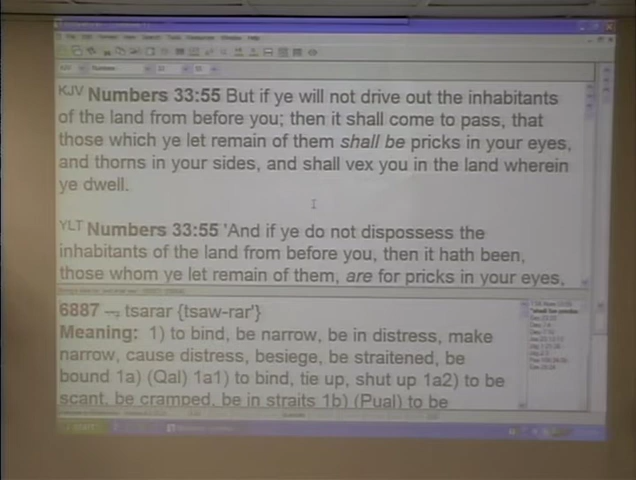 KJV Numbers 33:55 But if ye will not drive out the inhabitants
of the land from before you; then it shall come to pass, that
those which ye let remain of them shall be pricks in your eyes,
and thorns in your sides, and shall vex you in the land wherein
ye dwell.
YLT Numbers 33:55 'And if ye do not dispossess the
inhabitants of the land from before you, then it hath been,
those whom ye let remain of them, are for pricks in your eyes,
6887 -- tsarar {tsaw-rar'}
Meaning: 1) to bind, be narrow, be in distress, make
narrow, cause distress, besiege, be straitened, be
bound 1a) (Qal) 1a1) to bind, tie up, shut up 1a2) to be
scant, be cramped, be in straits 1b) (Pual) to be